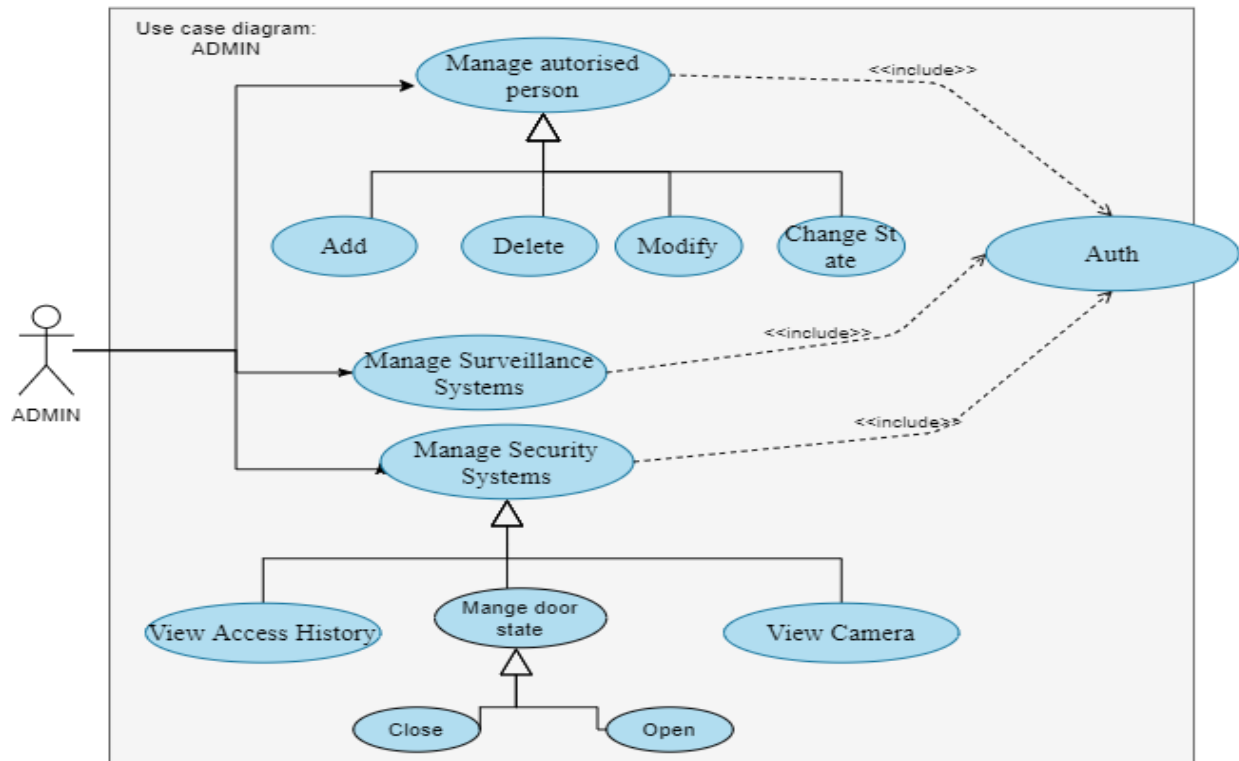 Use case diagram:
ADMIN
Manage autorised
person
<<include>>
Add
Delete
Modify
Change St
ate
Auth
<<include>>
Manage Surveillance
Systems
ADMIN
<<include>>
Manage Security
Systems
View Access History
Mange door
state
View Camera
Close
Open